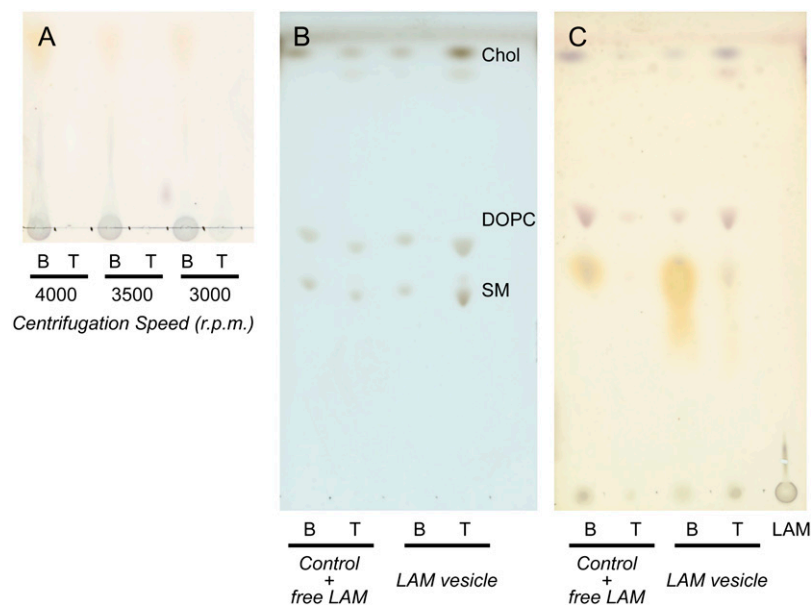 A
B T B T B T
4000 3500 3000
Centrifugation Speed (r.p.m.)
B
Chol
DOPC
SM
B T B T
Control
+
free LAM
LAM vesicle
C
B T B T LAM
Control
+
free LAM
LAM vesicle